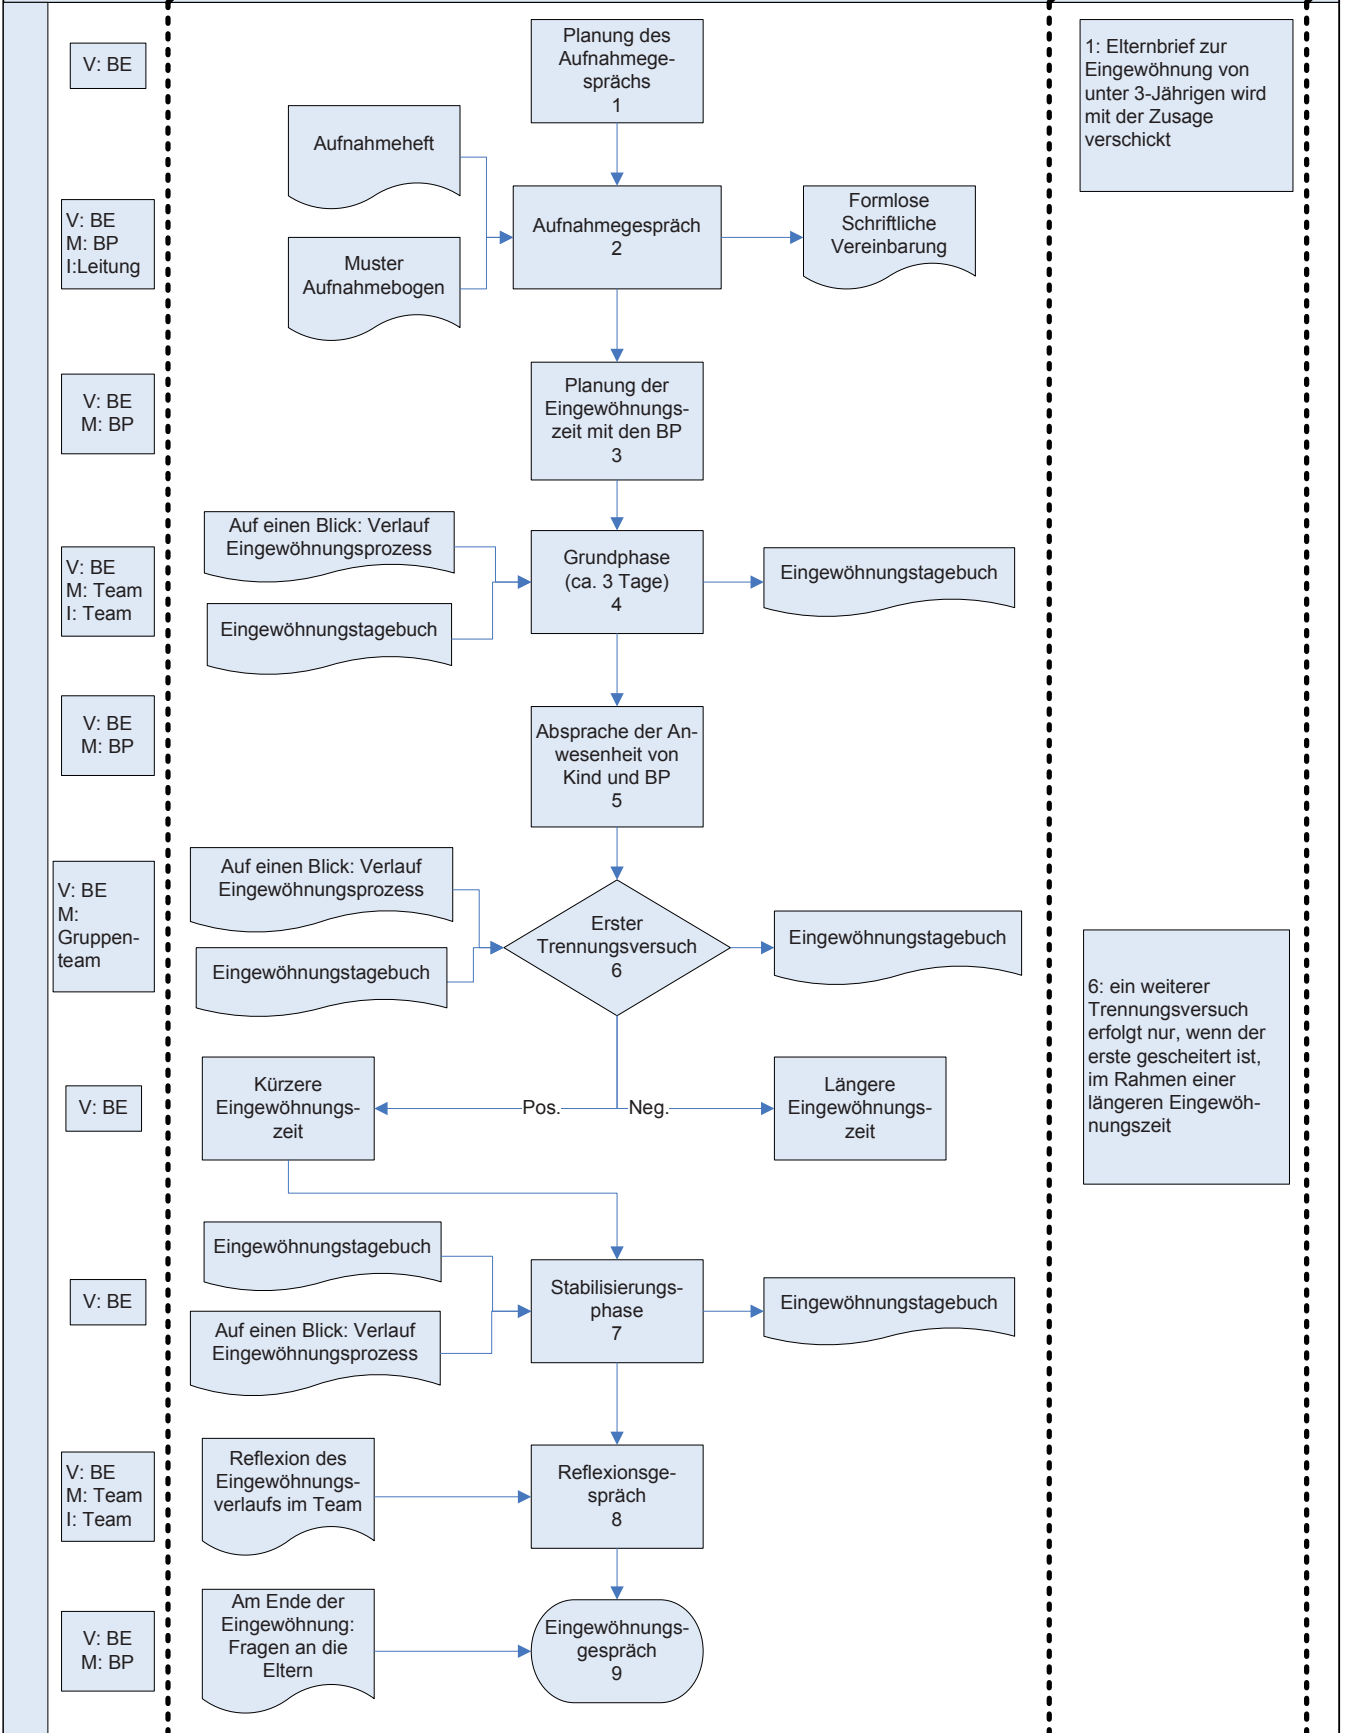 V: BE
Planung des
Aufnahmege-
sprächs
1
1: Elternbrief zur
Eingewöhnung von
unter 3-Jährigen wird
mit der Zusage
verschickt
Aufnahmeheft
V: BE
M: BP
I:Leitung
Muster
Aufnahmebogen
Aufnahmegespräch
2
Formlose
Schriftliche
Vereinbarung
V: BE
M: BP
Planung der
Eingewöhnungs-
zeit mit den BP
3
V: BE
M: Team
I: Team
Auf einen Blick: Verlauf
Eingewöhnungsprozess
Eingewöhnungstagebuch
Grundphase
(ca. 3 Tage)
4
Eingewöhnungstagebuch
V: BE
M: BP
Absprache der An-
wesenheit von
Kind und BP
5
V: BE
M:
Gruppen-
team
Auf einen Blick: Verlauf
Eingewöhnungsprozess
Eingewöhnungstagebuch
Erster
Trennungsversuch
6
Eingewöhnungstagebuch
6: ein weiterer
Trennungsversuch
erfolgt nur, wenn der
erste gescheitert ist,
im Rahmen einer
längeren Eingewöh-
nungszeit
V: BE
Kürzere
Eingewöhnungs-
zeit
Pos.
Neg.
Längere
Eingewöhnungs-
zeit
V: BE
Eingewöhnungstagebuch
Auf einen Blick: Verlauf
Eingewöhnungsprozess
Stabilisierungs-
phase
7
Eingewöhnungstagebuch
V: BE
M: Team
I: Team
Reflexion des
Eingewöhnungs-
verlaufs im Team
Reflexionsge-
spräch
8
V: BE
M: BP
Am Ende der
Eingewöhnung:
Fragen an die
Eltern
Eingewöhnungs-
gespräch
9